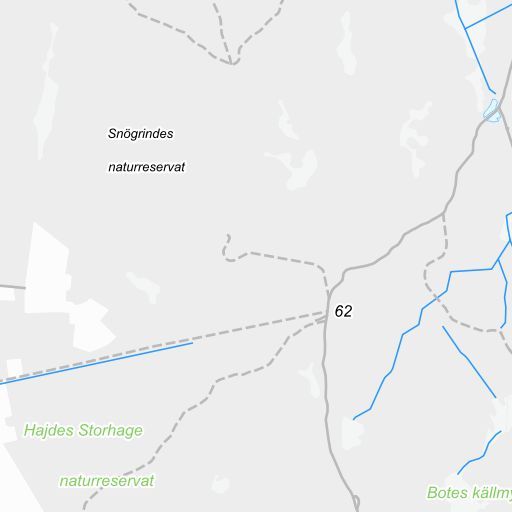 Snögrindes
naturreservat
62
Hajdes Storhage
naturreservat
Botes källmy